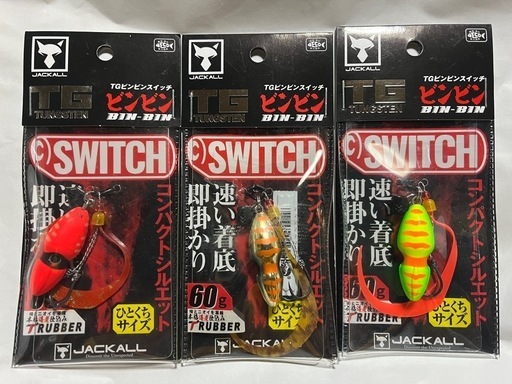 JACKALL
TG
TUNGSTEN
TGビンビンスイッチ
ビンビン
BIN-BIN
SWITCH
速い着底
即掛かり
コンパクトシルエット
ひとくち
サイズ
T RUBBER
JACKALL
JACKALL
TG
TUNGSTEN
TGビンビンスイッチ
ビンビン
BIN-BIN
SWITCH
速い着底
即掛かり
コンパクトシルエット
60g
ひとくち
サイズ
T RUBBER
JACKALL
JACKALL
TG
TUNGSTEN
TGビンビンスイッチ
ビンビン
BIN-BIN
SWITCH
速い着底
即掛かり
コンパクトシルエット
60g
ひとくち
サイズ
T RUBBER
JACKALL